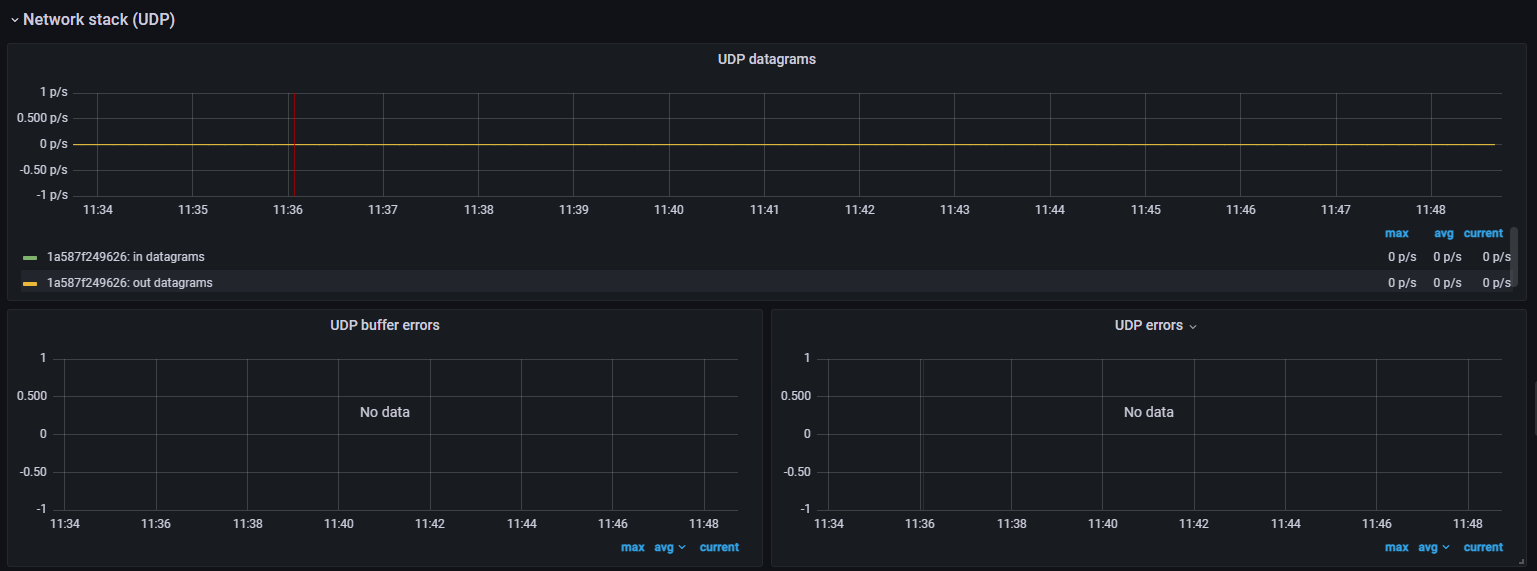 Network stack (UDP)
UDP datagrams
1 p/s
0.500 p/s
0 p/s
-0.50 p/s
-1 p/s
11:34 11:35 11:36 11:37 11:38 11:39 11:40 11:41 11:42 11:43 11:44 11:45 11:46 11:47 11:48
max avg current
1a587f249626: in datagrams 0 p/s 0 p/s 0 p/s
1a587f249626: out datagrams 0 p/s 0 p/s 0 p/s
UDP buffer errors
1
0.500
No data
0
-0.50
-1
11:34 11:36 11:38 11:40 11:42 11:44 11:46 11:48
max avg current
UDP errors
1
0.500
No data
0
-0.50
-1
11:34 11:36 11:38 11:40 11:42 11:44 11:46 11:48
max avg current